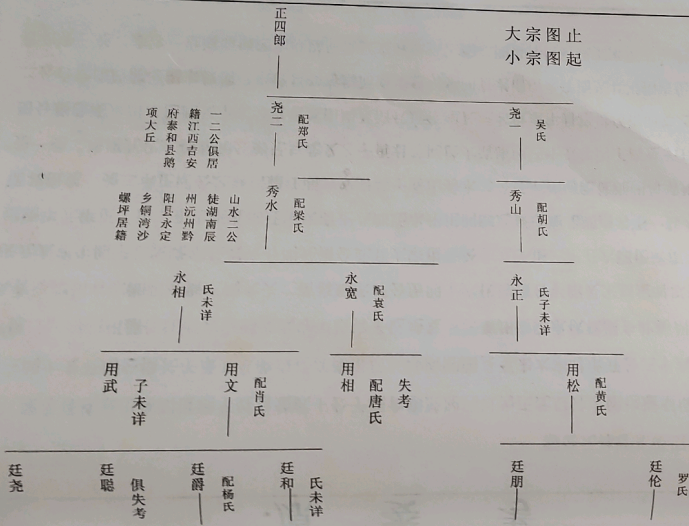 大宗图止
小宗图起
正四郎
吴氏
尧一
配郑氏
尧二
一二公俱居
籍江西吉安
府泰和县鹅
项大丘
配胡氏
秀山
配梁氏
秀水
山水二公
徒湖南辰
州沅州黔
阳县永定
乡铜湾沙
螺坪居籍
氏子未详
永正
配袁氏
永宽
氏未详
永相
配黄氏
用松
失考
配唐氏
用相
配肖氏
用文
子未详
用武
罗氏
廷伦
廷朋
氏未详
廷和
配杨氏
廷爵
俱失考
廷聪
廷尧